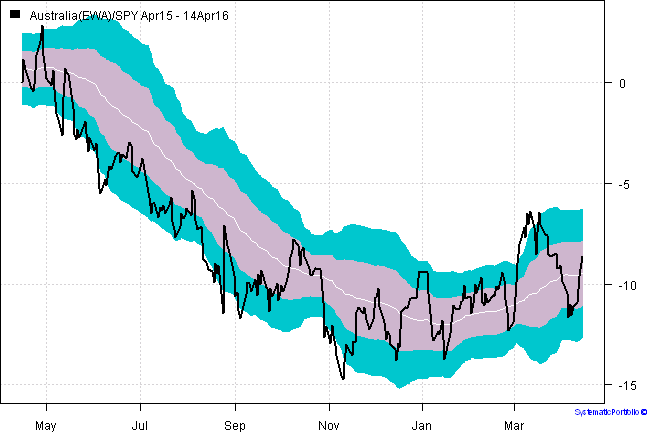 Australia(EWA)/SPY Apr15 - 14Apr16
0
-5
-10
-15
May Jul Sep Nov Jan Mar
SystematicPortfolio ©